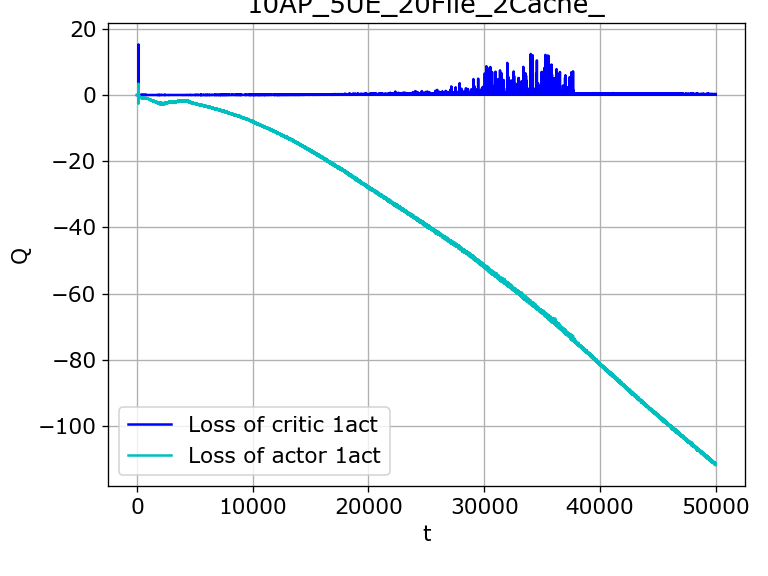 10AP_5UE_20File_2Cache_
20
0
−20
−40
−60
−80
−100
Q
Loss of critic 1act
Loss of actor 1act
0 10000 20000 30000 40000 50000
t